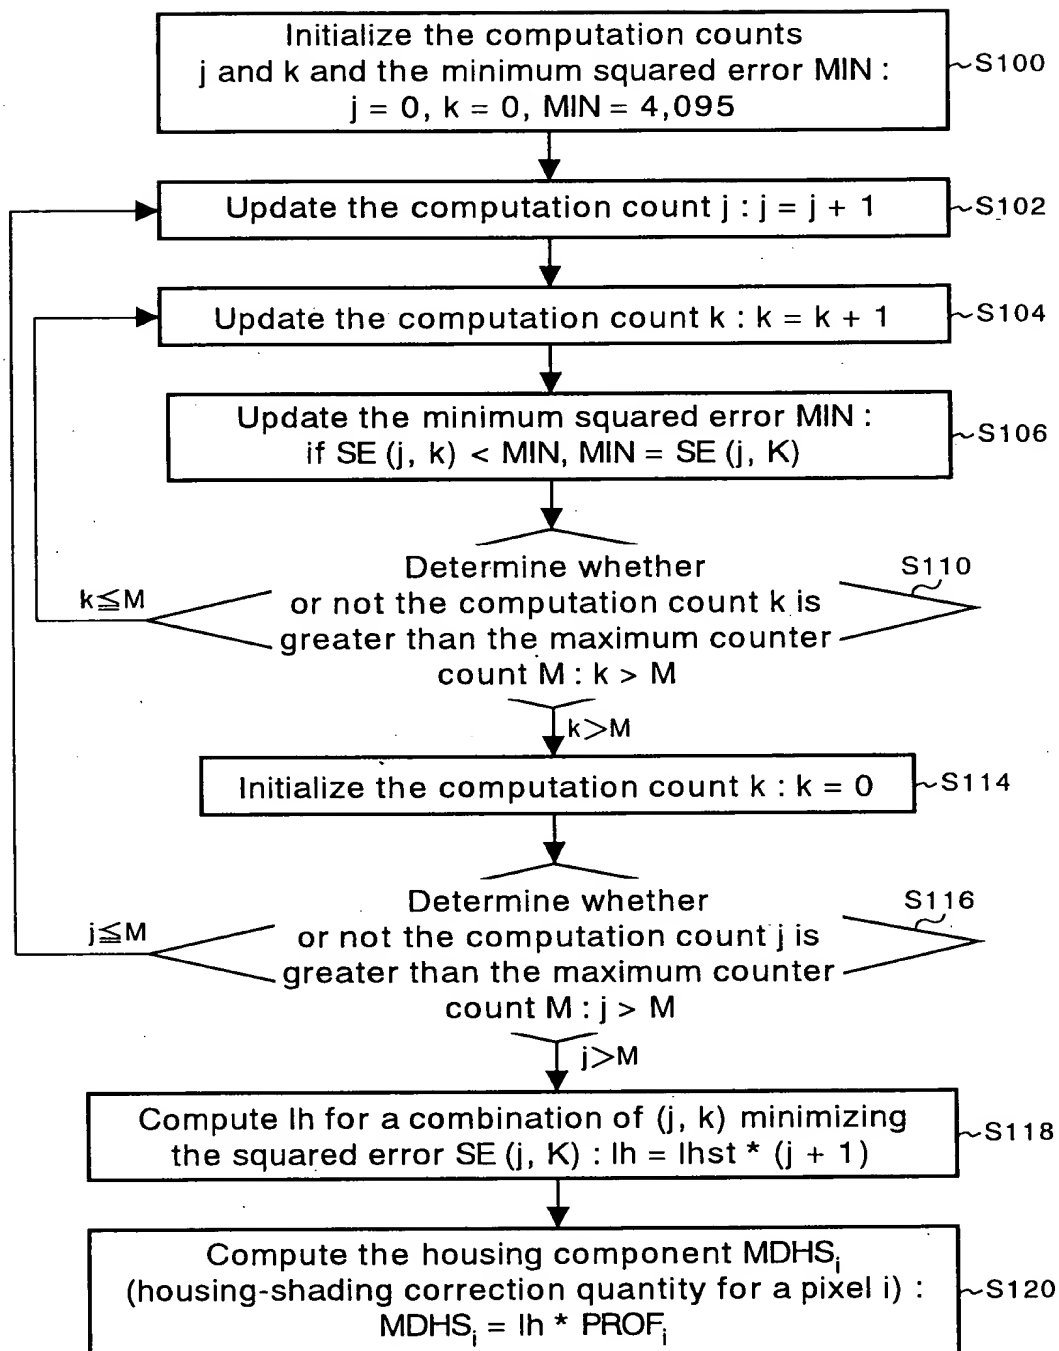 Initialize the computation counts
j and k and the minimum squared error MIN :
j = 0, k = 0, MIN = 4,095
S100
Update the computation count j : j = j + 1
S102
Update the computation count k : k = k + 1
S104
Update the minimum squared error MIN :
if SE (j, k) < MIN, MIN = SE (j, K)
S106
Determine whether
or not the computation count k is
greater than the maximum counter
count M : k > M
S110
k≦M
k>M
Initialize the computation count k : k = 0
S114
Determine whether
or not the computation count j is
greater than the maximum counter
count M : j > M
S116
j≦M
j>M
Compute Ih for a combination of (j, k) minimizing
the squared error SE (j, K) : Ih = Ihst * (j + 1)
S118
Compute the housing component MDHSi
(housing-shading correction quantity for a pixel i) :
MDHSi = Ih * PROFi
S120